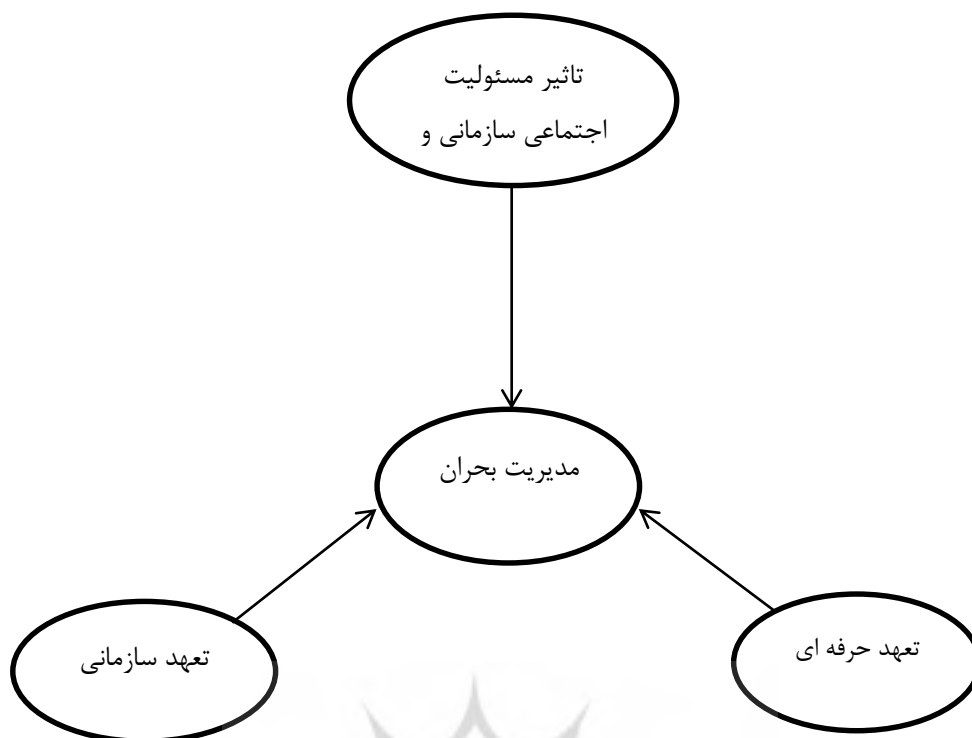 تاثیر مسئولیت
اجتماعی سازمانی و
مدیریت بحران
تعهد حرفه ای
تعهد سازمانی